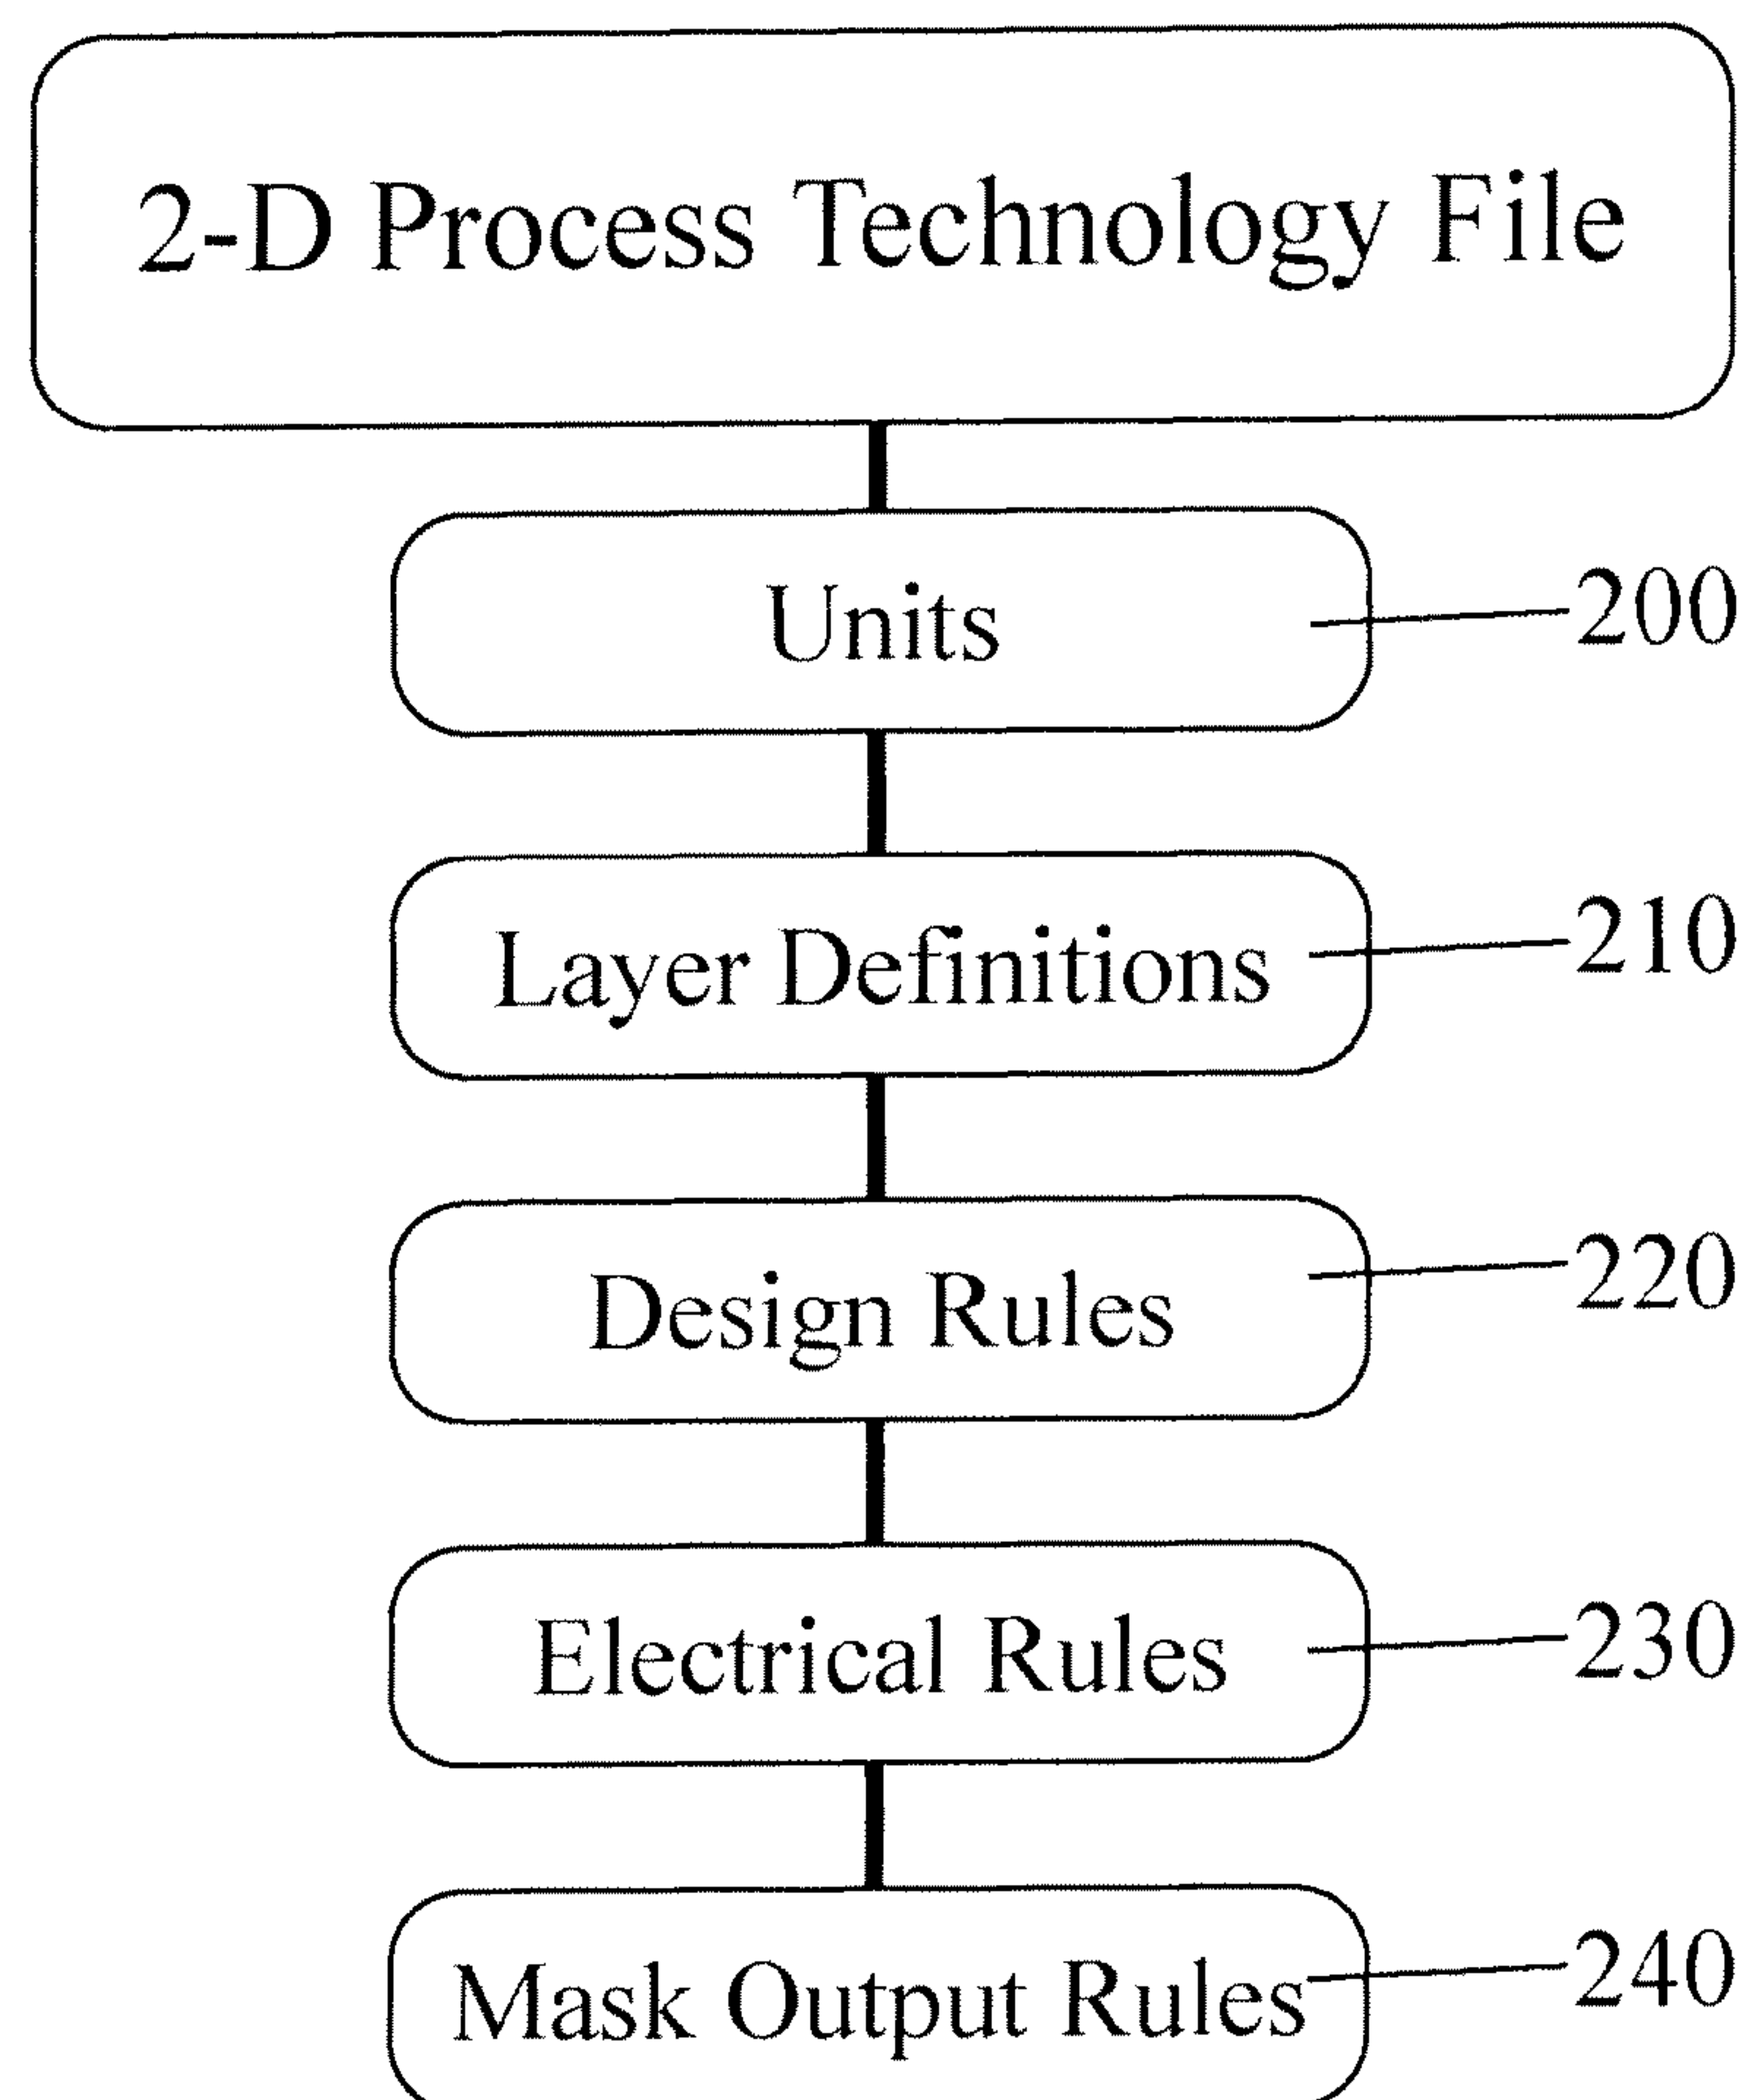 2-D Process Technology File
Units
200
Layer Definitions
210
Design Rules
220
Electrical Rules
230
Mask Output Rules
240